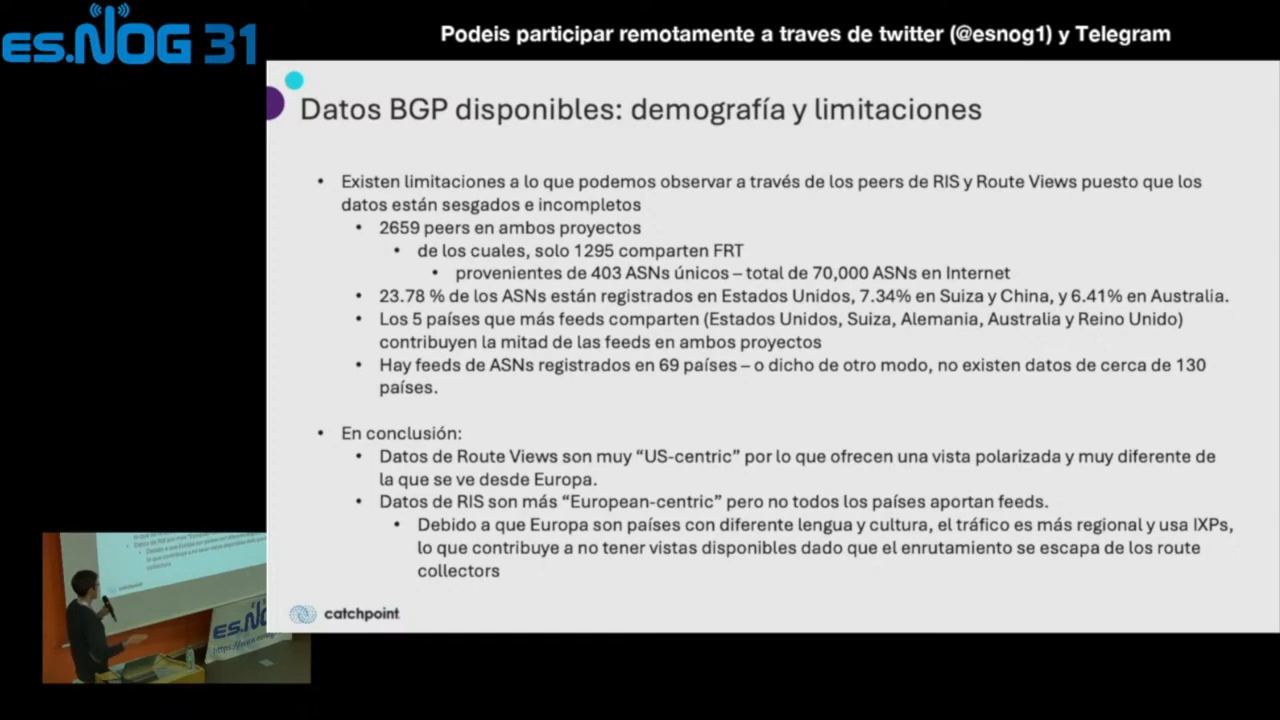 es.NOG 31
Podeis participar remotamente a traves de twitter (@esnog1) y Telegram
Datos BGP disponibles: demografía y limitaciones
• Existen limitaciones a lo que podemos observar a través de los peers de RIS y Route Views puesto que los
datos están sesgados e incompletos
• 2659 peers en ambos proyectos
• de los cuales, solo 1295 comparten FRT
• provenientes de 403 ASNs únicos – total de 70,000 ASNs en Internet
• 23.78 % de los ASNs están registrados en Estados Unidos, 7.34% en Suiza y China, y 6.41% en Australia.
• Los 5 países que más feeds comparten (Estados Unidos, Suiza, Alemania, Australia y Reino Unido)
contribuyen la mitad de las feeds en ambos proyectos
• Hay feeds de ASNs registrados en 69 países – o dicho de otro modo, no existen datos de cerca de 130
países.
• En conclusión:
• Datos de Route Views son muy “US-centric” por lo que ofrecen una vista polarizada y muy diferente de
la que se ve desde Europa.
• Datos de RIS son más “European-centric” pero no todos los países aportan feeds.
• Debido a que Europa son países con diferente lengua y cultura, el tráfico es más regional y usa IXPs,
lo que contribuye a no tener vistas disponibles dado que el enrutamiento se escapa de los route
collectors
catchpoint